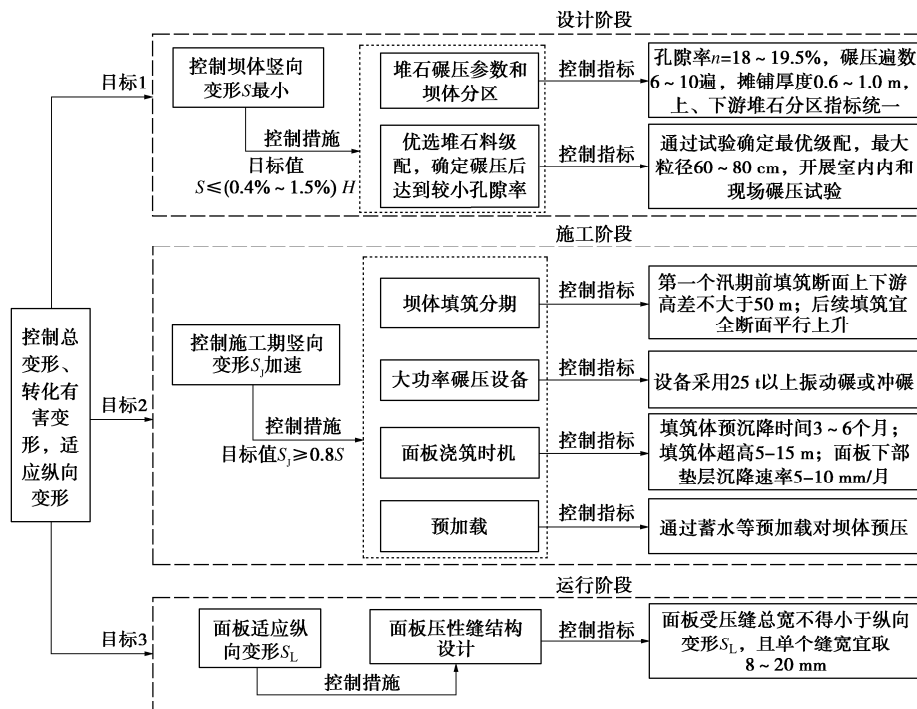 设计阶段
目标1
控制坝体竖向
变形S最小
控制措施
目标值
S≤(0.4%~1.5%) H
堆石碾压参数和
坝体分区
控制指标
孔隙率n=18~19.5%，碾压遍数
6~10遍，摊铺厚度0.6~1.0 m，
上、下游堆石分区指标统一
优选堆石料级
配，确定碾压后
达到较小孔隙率
控制指标
通过试验确定最优级配，最大
粒径60~80 cm，开展室内内和
现场碾压试验
施工阶段
控制总
变形、
转化有
害变
形，适
应纵向
变形
目标2
控制施工期竖向
变形SJ加速
控制措施
目标值SJ≥0.8S
坝体填筑分期
控制指标
第一个汛期前填筑断面上下游
高差不大于50 m；后续填筑宜
全断面平行上升
大功率碾压设备
控制指标
设备采用25 t以上振动碾或冲碾
面板浇筑时机
控制指标
填筑体预沉降时间3~6个月；
填筑体超高5-15 m；面板下部
垫层沉降速率5-10 mm/月
预加载
控制指标
通过蓄水等预加载对坝体预压
运行阶段
目标3
面板适应纵
向变形SL
控制措施
面板压性缝结构
设计
控制指标
面板受压缝总宽不得小于纵向
变形SL，且单个缝宽宜取
8~20 mm